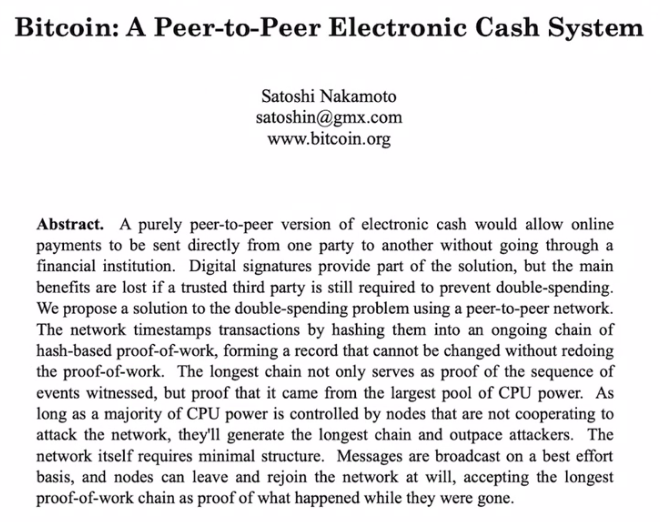 Bitcoin: A Peer-to-Peer Electronic Cash System
Satoshi Nakamoto
satoshin@gmx.com
www.bitcoin.org
Abstract. A purely peer-to-peer version of electronic cash would allow online
payments to be sent directly from one party to another without going through a
financial institution. Digital signatures provide part of the solution, but the main
benefits are lost if a trusted third party is still required to prevent double-spending.
We propose a solution to the double-spending problem using a peer-to-peer network.
The network timestamps transactions by hashing them into an ongoing chain of
hash-based proof-of-work, forming a record that cannot be changed without redoing
the proof-of-work. The longest chain not only serves as proof of the sequence of
events witnessed, but proof that it came from the largest pool of CPU power. As
long as a majority of CPU power is controlled by nodes that are not cooperating to
attack the network, they'll generate the longest chain and outpace attackers. The
network itself requires minimal structure. Messages are broadcast on a best effort
basis, and nodes can leave and rejoin the network at will, accepting the longest
proof-of-work chain as proof of what happened while they were gone.